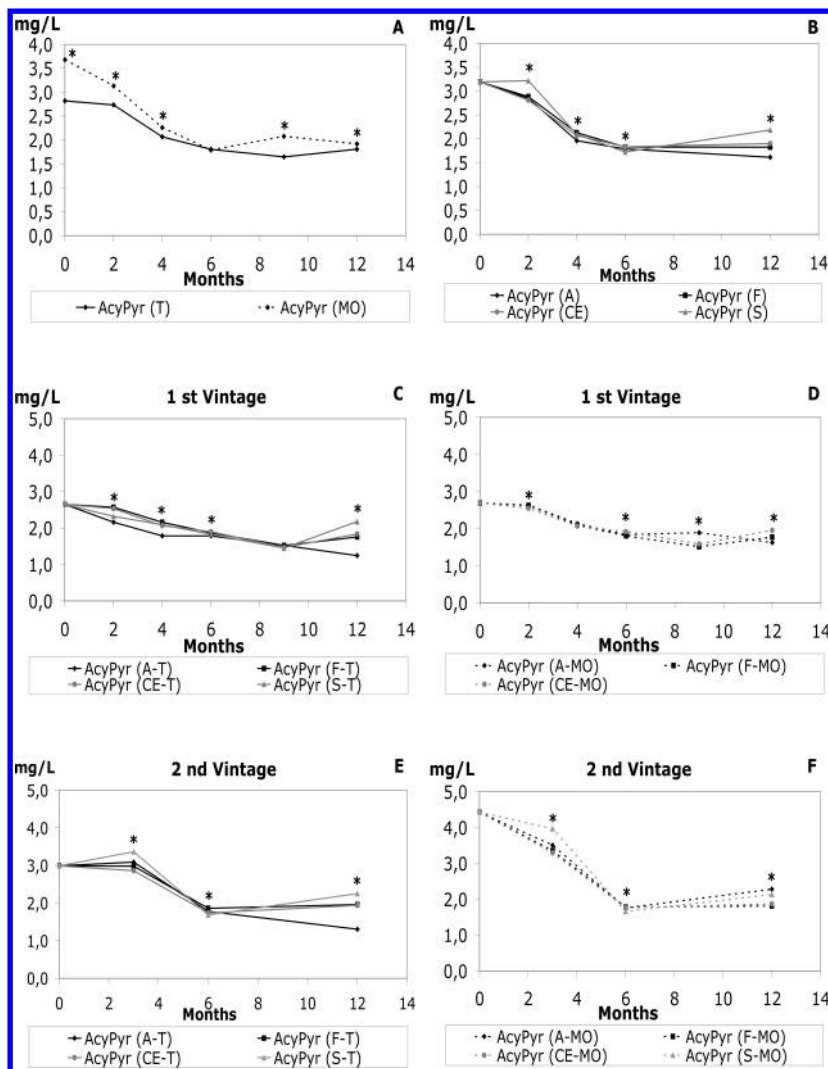 mg/L A
4,0
3,5
3,0
2,5
2,0
1,5
1,0
0,5
0,0
* * * * *
0 2 4 6 8 10 12 14
Months
AcyPyr (T) AcyPyr (MO)
mg/L B
4,0
3,5
3,0
2,5
2,0
1,5
1,0
0,5
0,0
* * * *
0 2 4 6 8 10 12 14
Months
AcyPyr (A) AcyPyr (F)
AcyPyr (CE) AcyPyr (S)
mg/L 1 st Vintage C
5,0
4,0
3,0
2,0
1,0
0,0
* * * *
0 2 4 6 8 10 12 14
Months
AcyPyr (A-T) AcyPyr (F-T)
AcyPyr (CE-T) AcyPyr (S-T)
mg/L 1 st Vintage D
5,0
4,0
3,0
2,0
1,0
0,0
* * * *
0 2 4 6 8 10 12 14
Months
AcyPyr (A-MO) AcyPyr (F-MO)
AcyPyr (CE-MO)
mg/L 2 nd Vintage E
5,0
4,0
3,0
2,0
1,0
0,0
* * *
0 2 4 6 8 10 12 14
Months
AcyPyr (A-T) AcyPyr (F-T)
AcyPyr (CE-T) AcyPyr (S-T)
mg/L 2 nd Vintage F
5,0
4,0
3,0
2,0
1,0
0,0
* * *
0 2 4 6 8 10 12 14
Months
AcyPyr (A-MO) AcyPyr (F-MO)
AcyPyr (CE-MO) AcyPyr (S-MO)